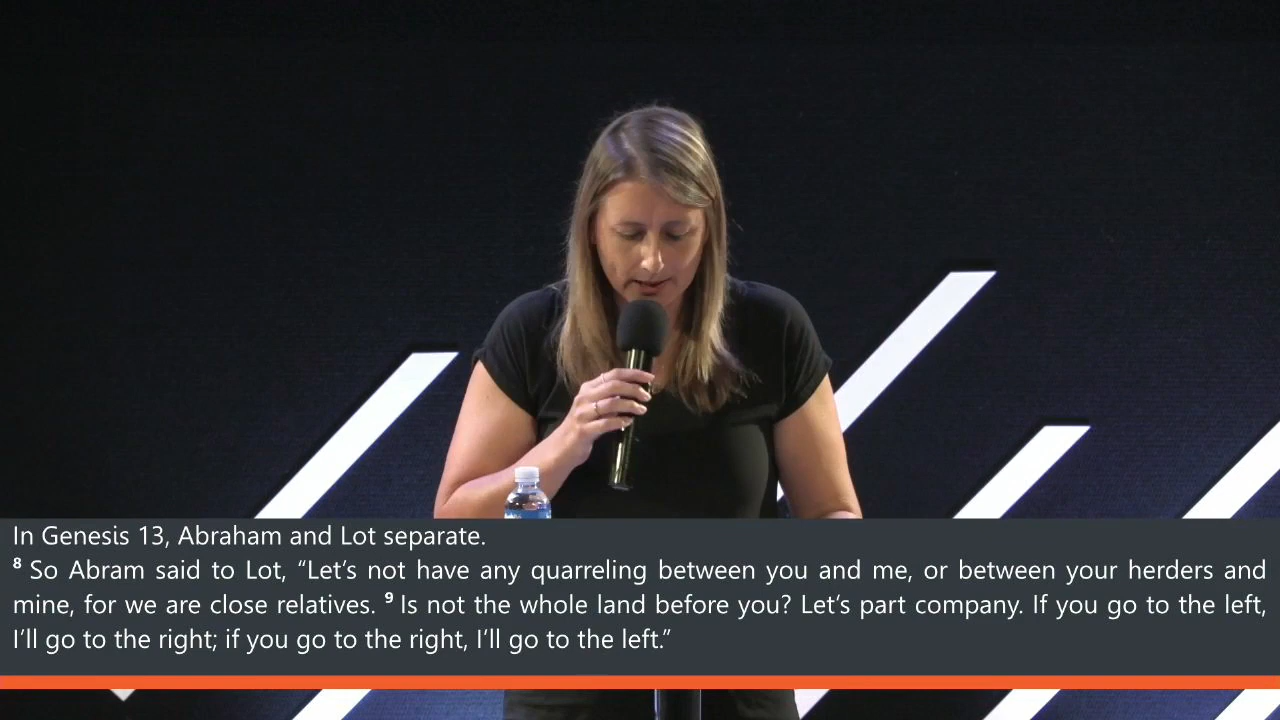 In Genesis 13, Abraham and Lot separate.
8 So Abram said to Lot, “Let’s not have any quarreling between you and me, or between your herders and
mine, for we are close relatives. 9 Is not the whole land before you? Let’s part company. If you go to the left,
I’ll go to the right; if you go to the right, I’ll go to the left.”